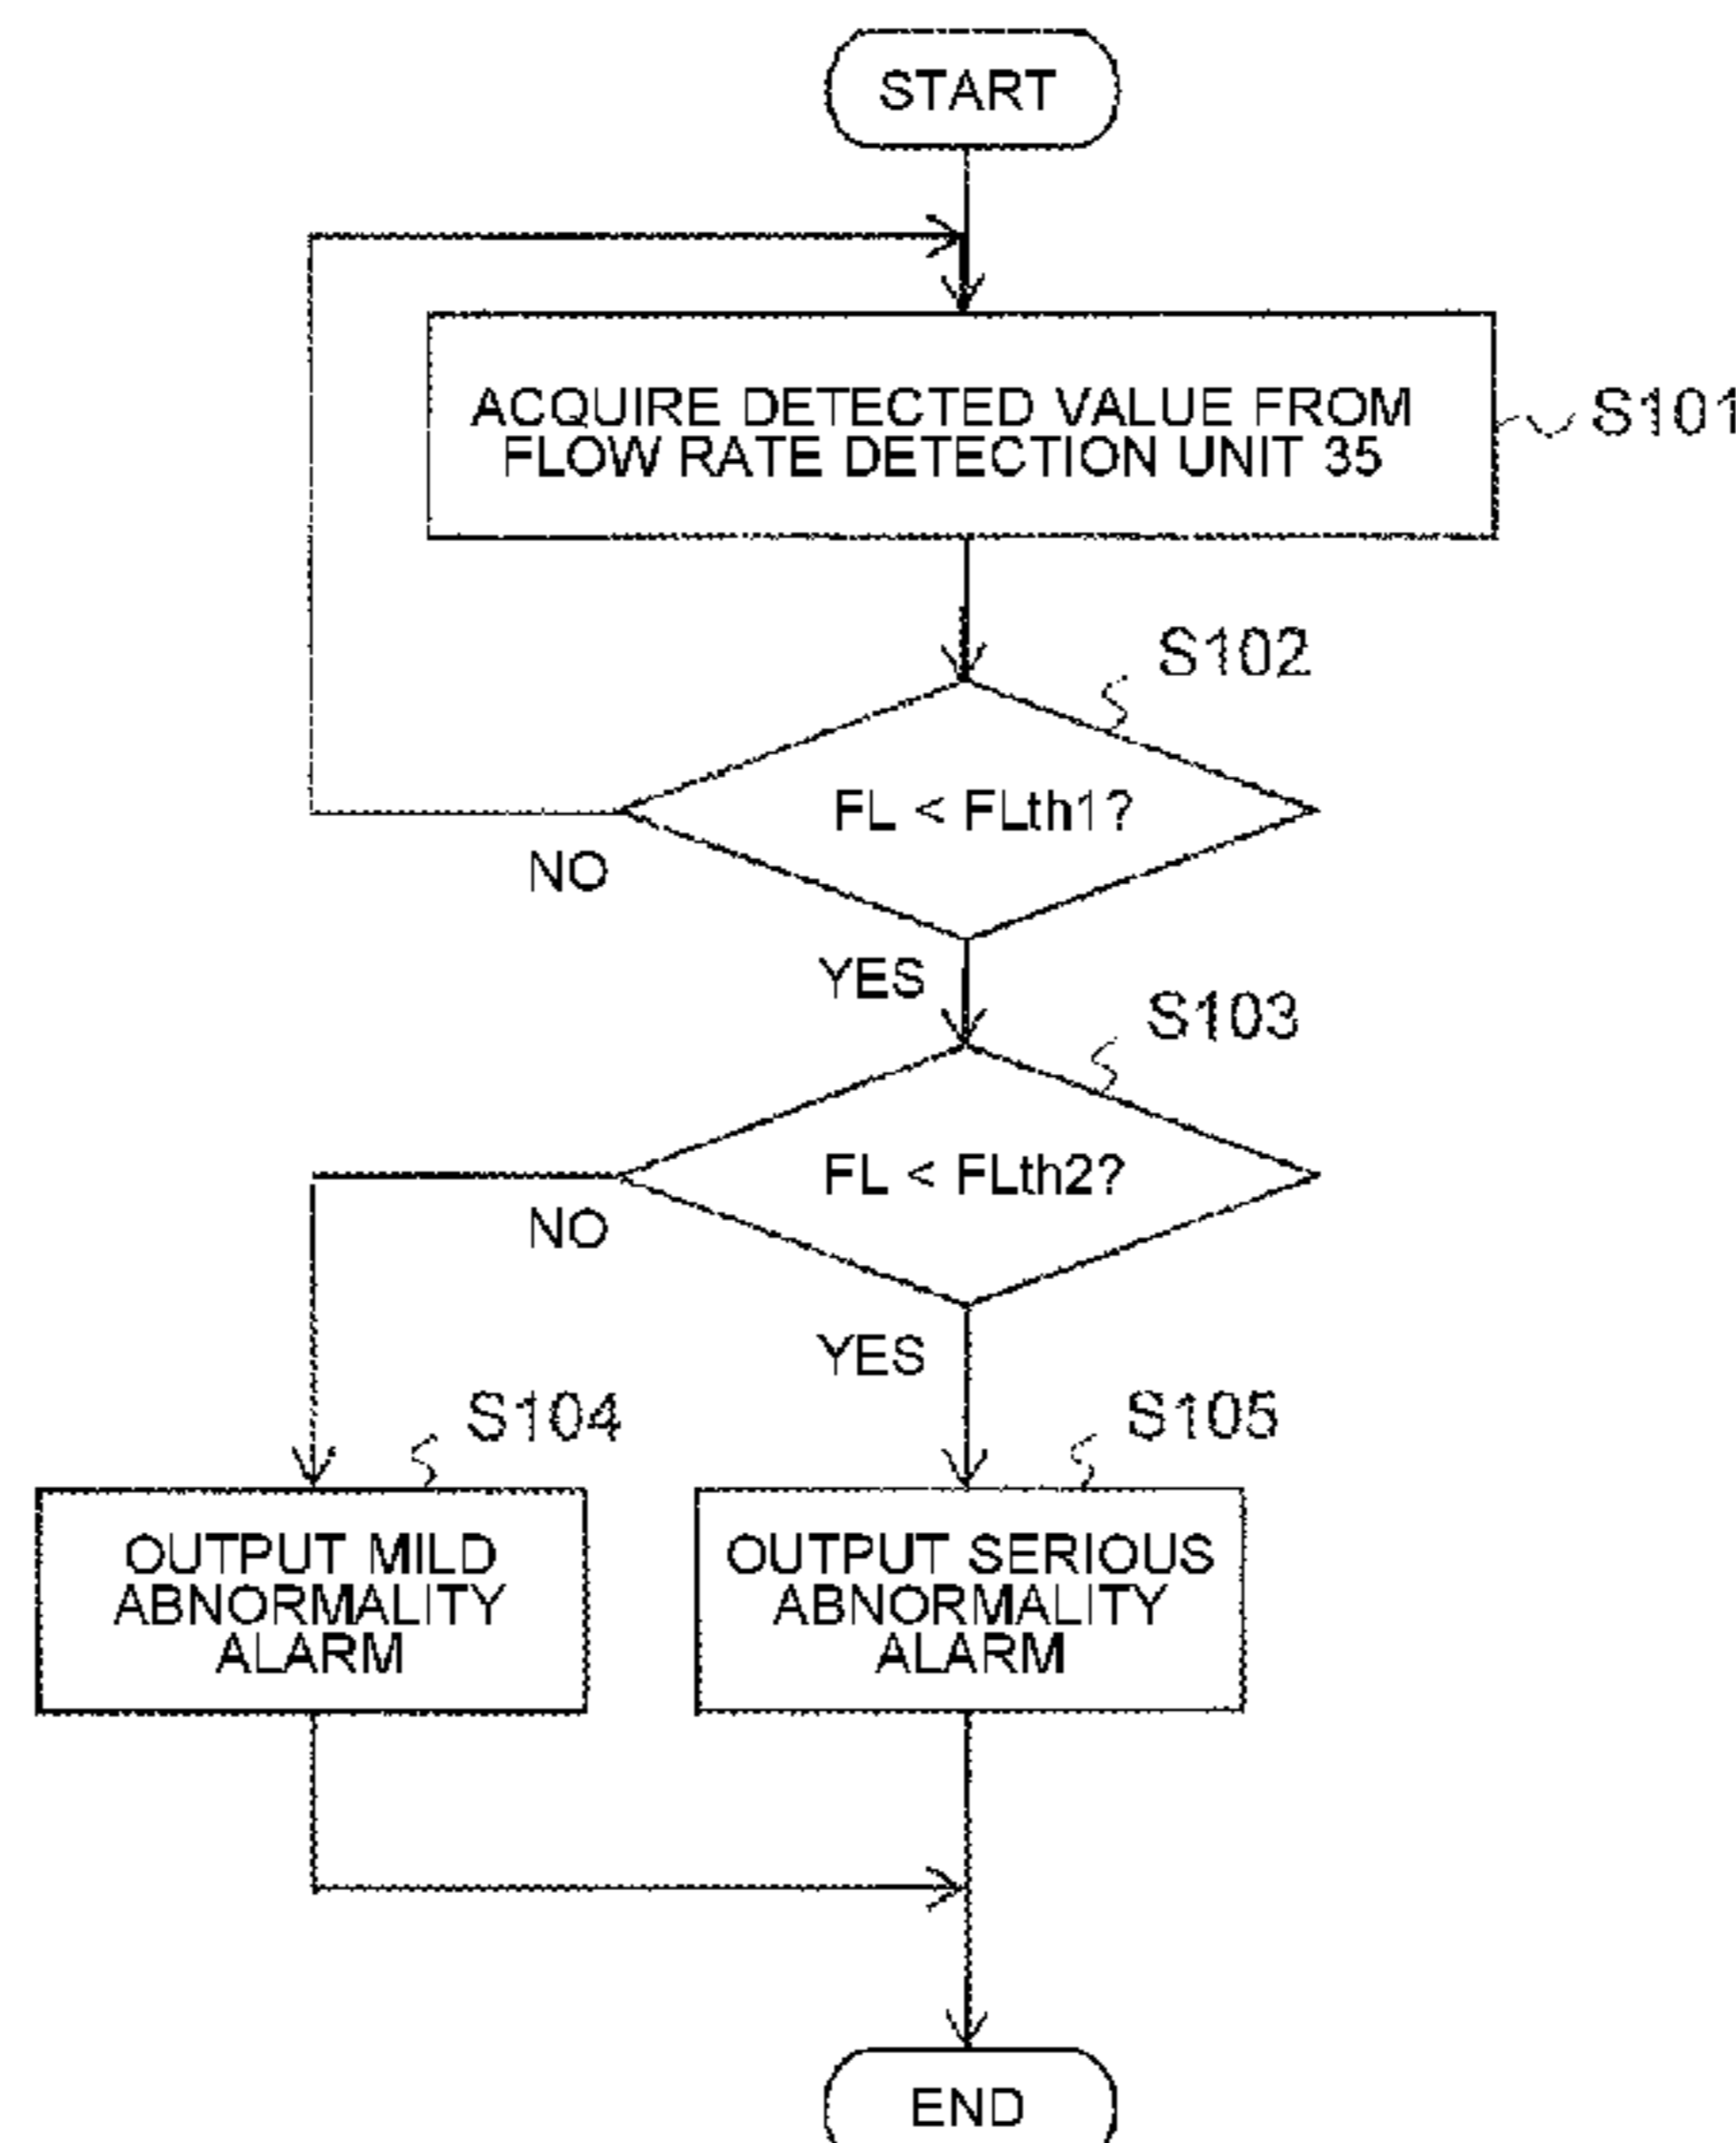 START
ACQUIRE DETECTED VALUE FROM
FLOW RATE DETECTION UNIT 35
S101
S102
FL < FLth1?
NO
YES
S103
FL < FLth2?
NO
YES
S104
S105
OUTPUT MILD
ABNORMALITY
ALARM
OUTPUT SERIOUS
ABNORMALITY
ALARM
END